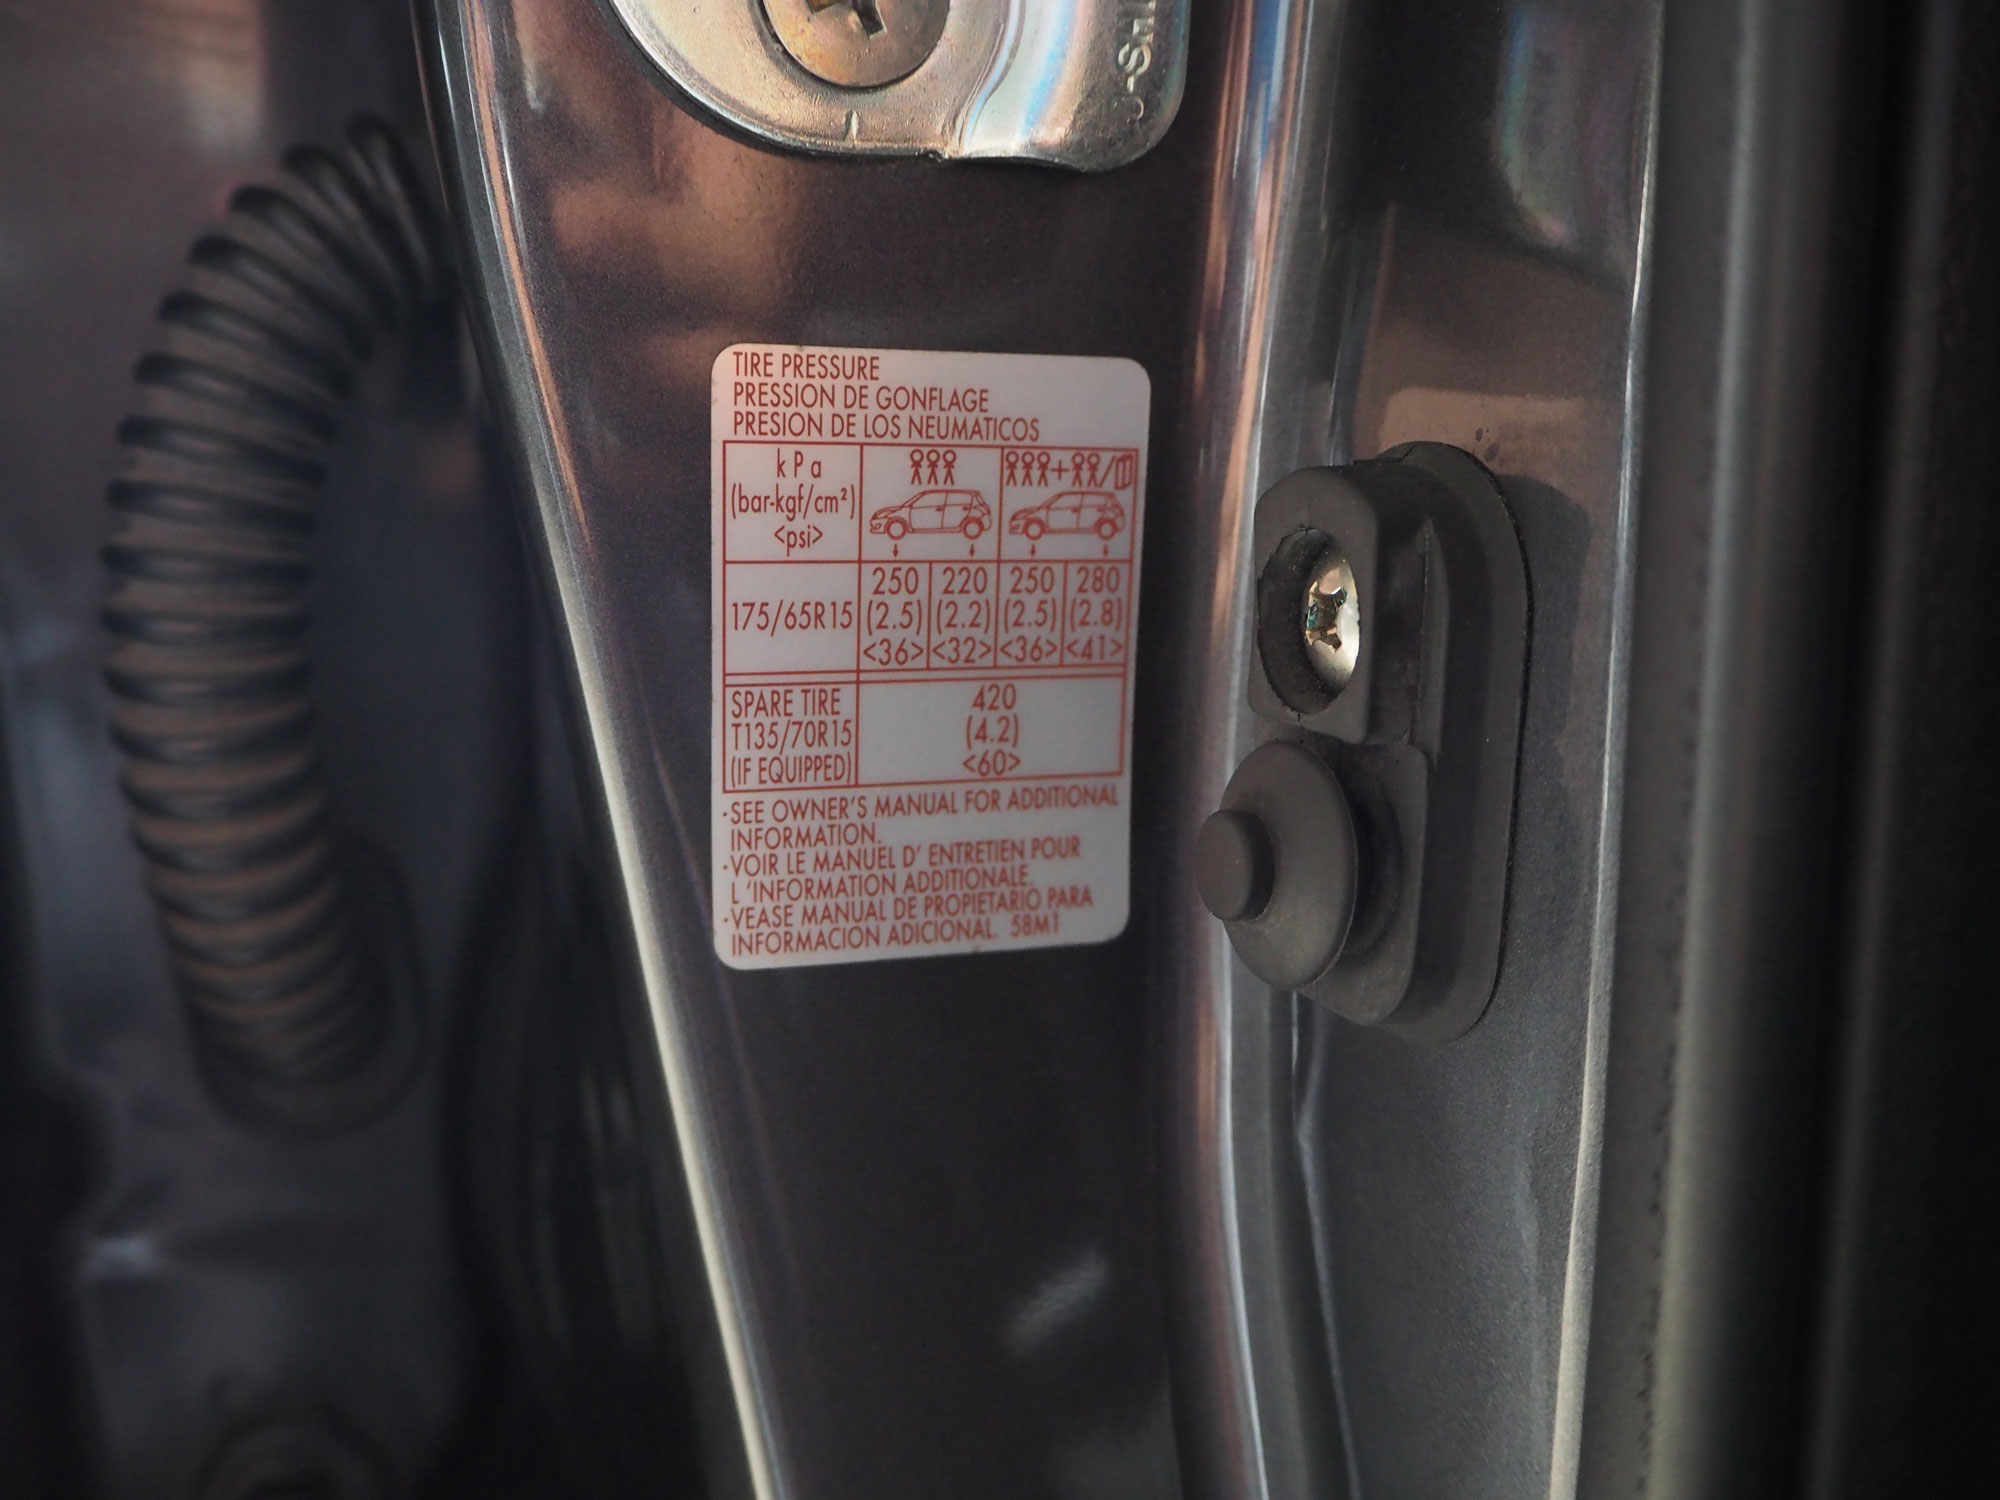 TIRE PRESSURE
PRESSION DE GONFLAGE
PRESION DE LOS NEUMATICOS
kPa
(bar-kgf/cm²)
<psi>
175/65R15
250 220 250 280
(2.5) (2.2) (2.5) (2.8)
<36> <32> <36> <41>
SPARE TIRE
T135/70R15
(IF EQUIPPED)
420
(4.2)
<60>
·SEE OWNER'S MANUAL FOR ADDITIONAL
INFORMATION.
·VOIR LE MANUEL D' ENTRETIEN POUR
L 'INFORMATION ADDITIONALE.
·VEASE MANUAL DE PROPIETARIO PARA
INFORMACION ADICIONAL. 58M1